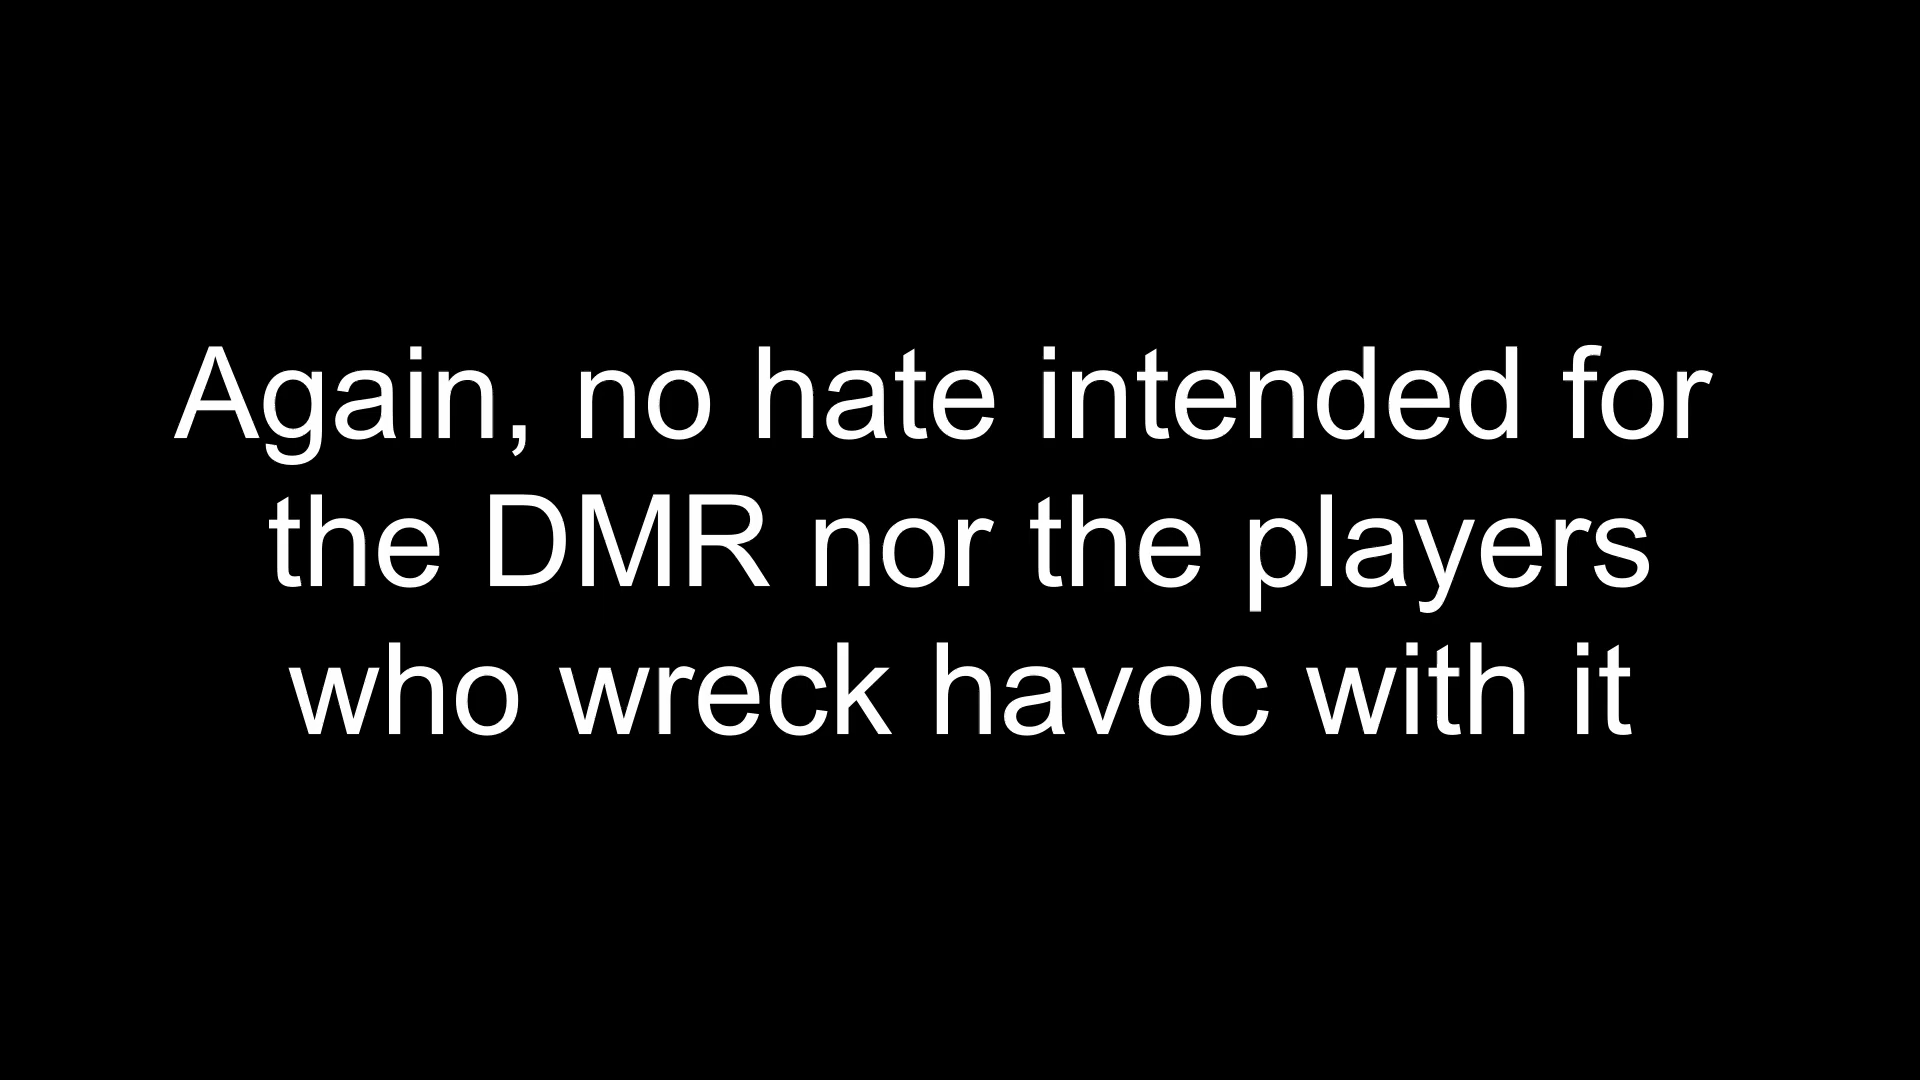 Again, no hate intended for
the DMR nor the players
who wreck havoc with it